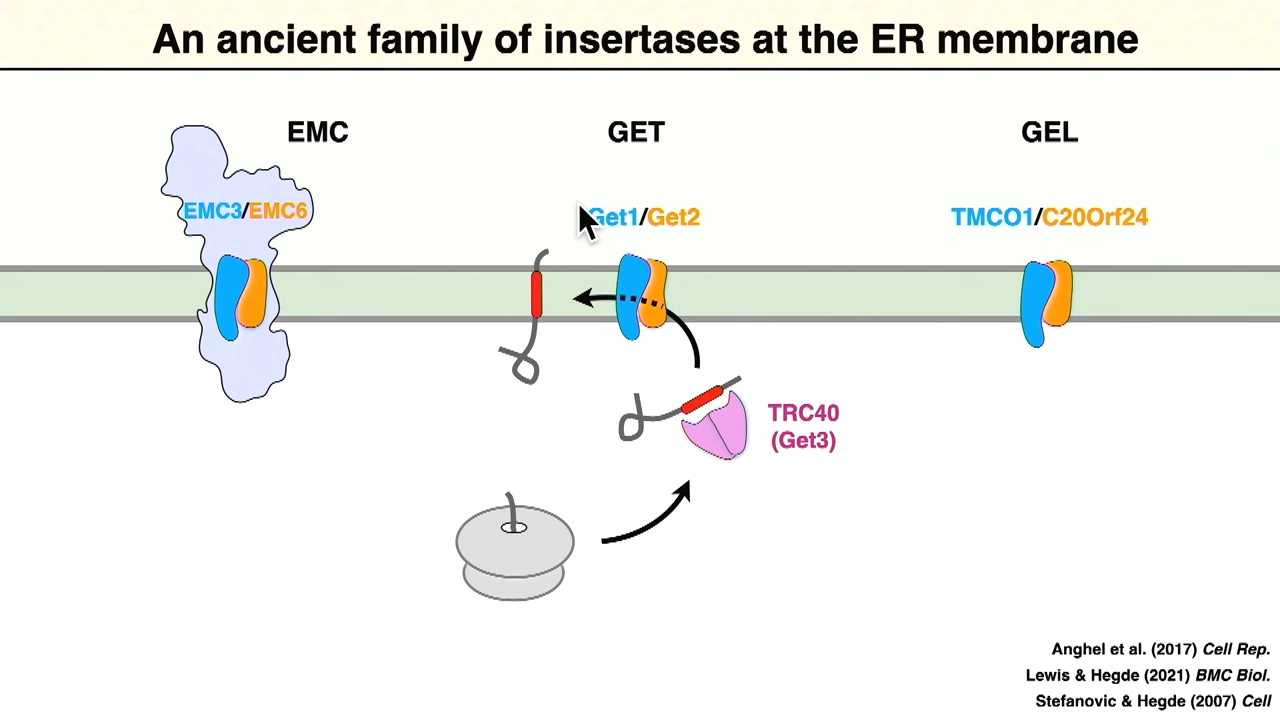 An ancient family of insertases at the ER membrane
EMC
GET
GEL
EMC3/EMC6
Get1/Get2
TMCO1/C20Orf24
TRC40
(Get3)
Anghel et al. (2017) Cell Rep.
Lewis & Hegde (2021) BMC Biol.
Stefanovic & Hegde (2007) Cell